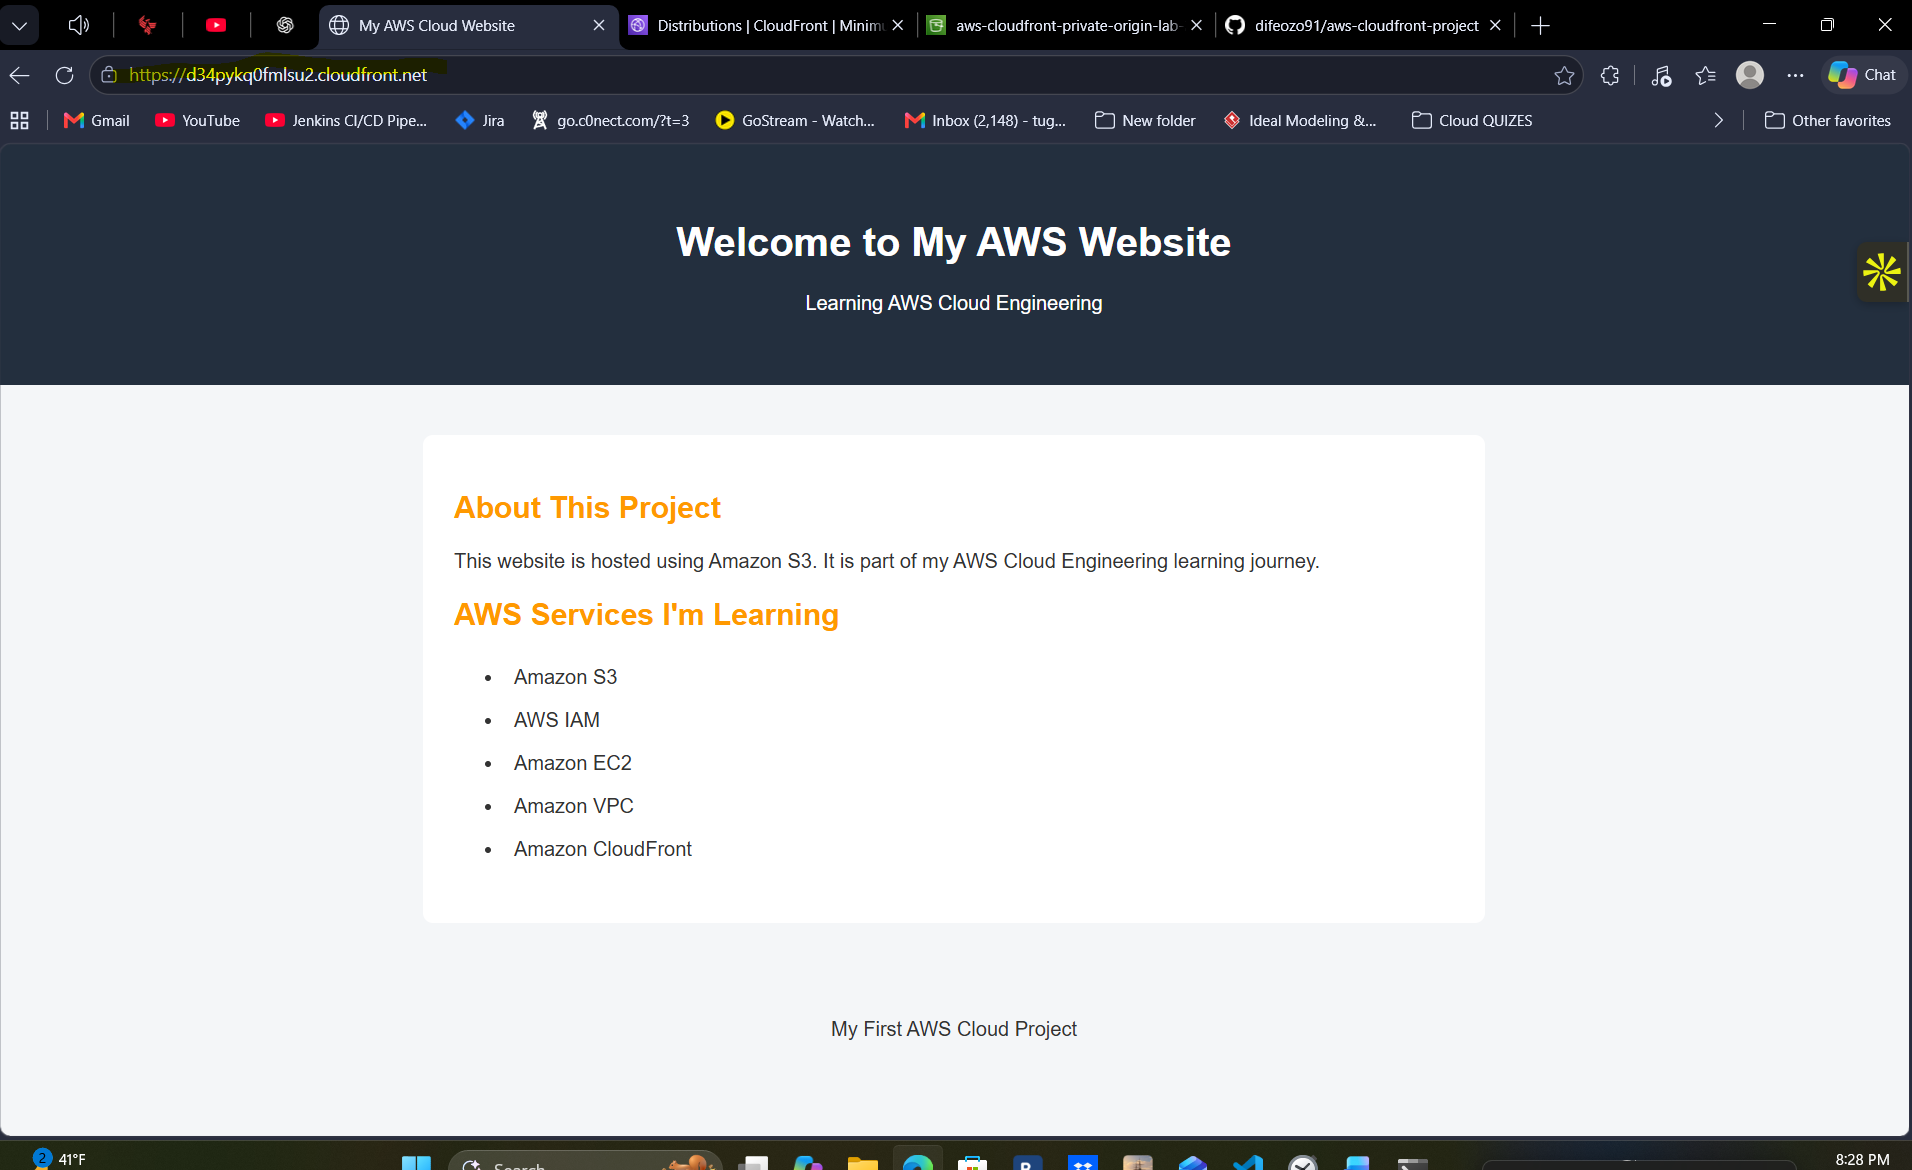 My AWS Cloud Website
Distributions | CloudFront | Minim
aws-cloudfront-private-origin-lab-
difeozo91/aws-cloudfront-project
https://d34pykq0fmlsu2.cloudfront.net
Chat
Gmail
YouTube
Jenkins CI/CD Pipe...
Jira
go.c0nect.com/?t=3
GoStream - Watch...
Inbox (2,148) - tug...
New folder
Ideal Modeling &...
Cloud QUIZES
Other favorites
Welcome to My AWS Website
Learning AWS Cloud Engineering
About This Project
This website is hosted using Amazon S3. It is part of my AWS Cloud Engineering learning journey.
AWS Services I'm Learning
Amazon S3
AWS IAM
Amazon EC2
Amazon VPC
Amazon CloudFront
My First AWS Cloud Project
2
41°F
Search
8:28 PM